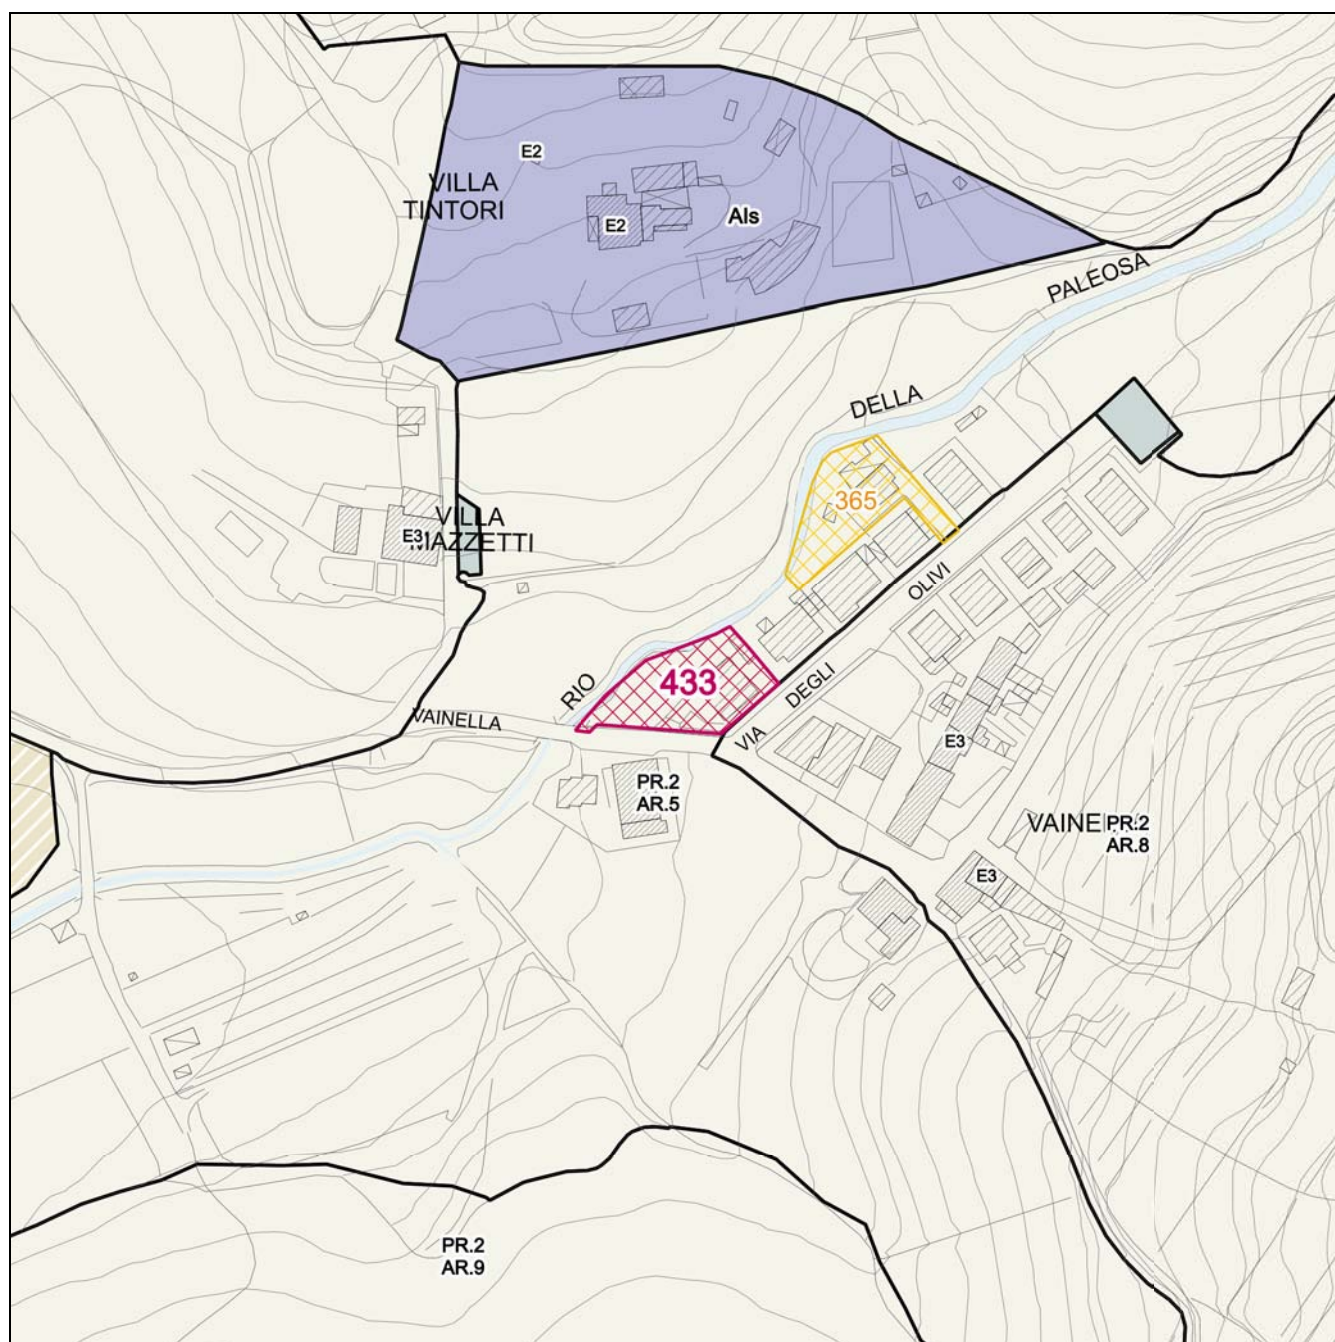 E2
VILLA
TINTORI
E2
AIs
PALEOSA
DELLA
365
VILLA
E3
MAZZETTI
OLIVI
433
DEGLI
RIO
VAINELLA
VIA
E3
PR.2
AR.5
VAINE
PR.2
AR.8
E3
PR.2
AR.9